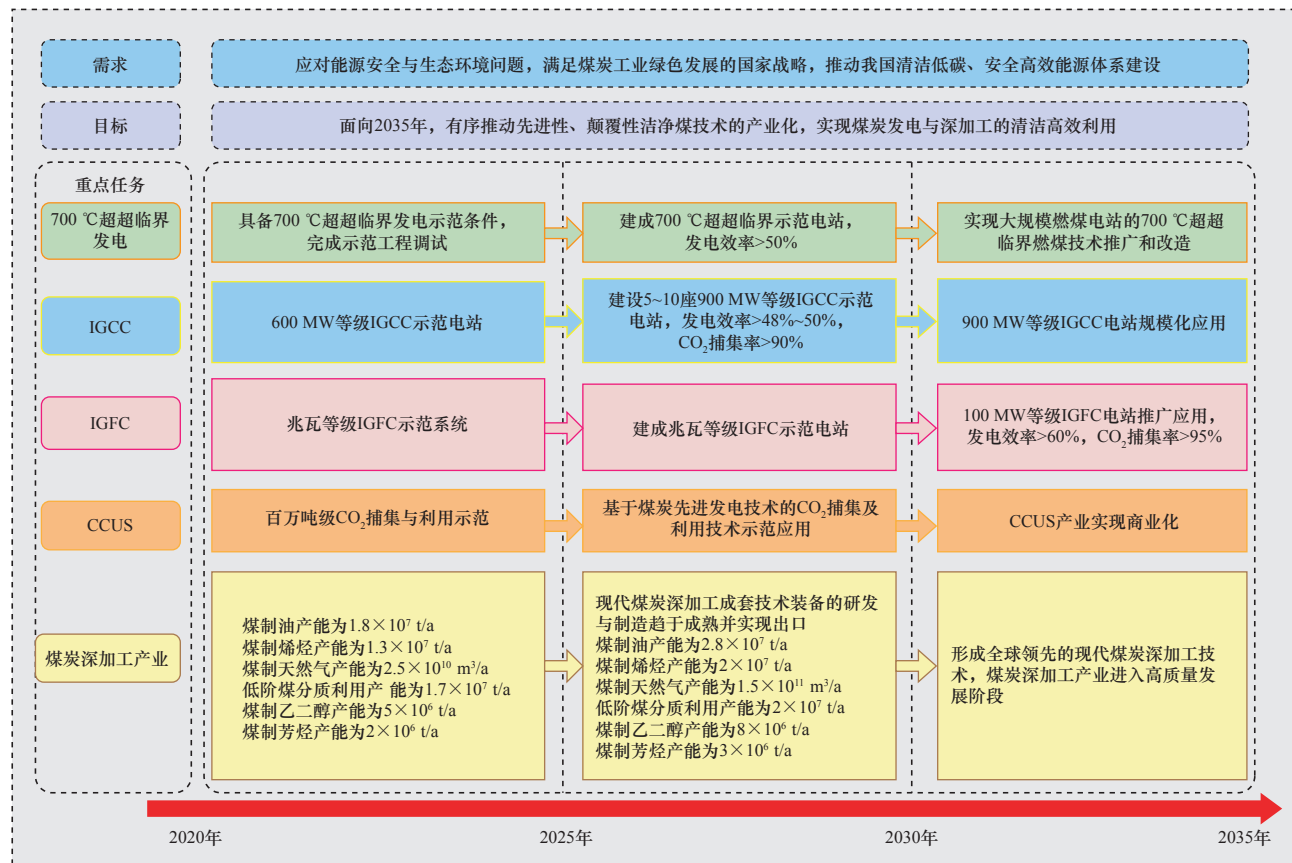 需求
应对能源安全与生态环境问题，满足煤炭工业绿色发展的国家战略，推动我国清洁低碳、安全高效能源体系建设
目标
面向2035年，有序推动先进性、颠覆性洁净煤技术的产业化，实现煤炭发电与深加工的清洁高效利用
重点任务
700 ℃超超临界
发电
具备700 ℃超超临界发电示范条件，
完成示范工程调试
建成700 ℃超超临界示范电站，
发电效率>50%
实现大规模燃煤电站的700 ℃超超
临界燃煤技术推广和改造
IGCC
600 MW等级IGCC示范电站
建设5~10座900 MW等级IGCC示范
电站，发电效率>48%~50%，
CO₂捕集率>90%
900 MW等级IGCC电站规模化应用
IGFC
兆瓦等级IGFC示范系统
建成兆瓦等级IGFC示范电站
100 MW等级IGFC电站推广应用，
发电效率>60%，CO₂捕集率>95%
CCUS
百万吨级CO₂捕集与利用示范
基于煤炭先进发电技术的CO₂捕集及
利用技术示范应用
CCUS产业实现商业化
煤炭深加工产业
煤制油产能为1.8×10⁷ t/a
煤制烯烃产能为1.3×10⁷ t/a
煤制天然气产能为2.5×10¹⁰ m³/a
低阶煤分质利用产 能为1.7×10⁷ t/a
煤制乙二醇产能为5×10⁶ t/a
煤制芳烃产能为2×10⁶ t/a
现代煤炭深加工成套技术装备的研发
与制造趋于成熟并实现出口
煤制油产能为2.8×10⁷ t/a
煤制烯烃产能为2×10⁷ t/a
煤制天然气产能为1.5×10¹¹ m³/a
低阶煤分质利用产能为2×10⁷ t/a
煤制乙二醇产能为8×10⁶ t/a
煤制芳烃产能为3×10⁶ t/a
形成全球领先的现代煤炭深加工技
术，煤炭深加工产业进入高质量发
展阶段
2020年
2025年
2030年
2035年